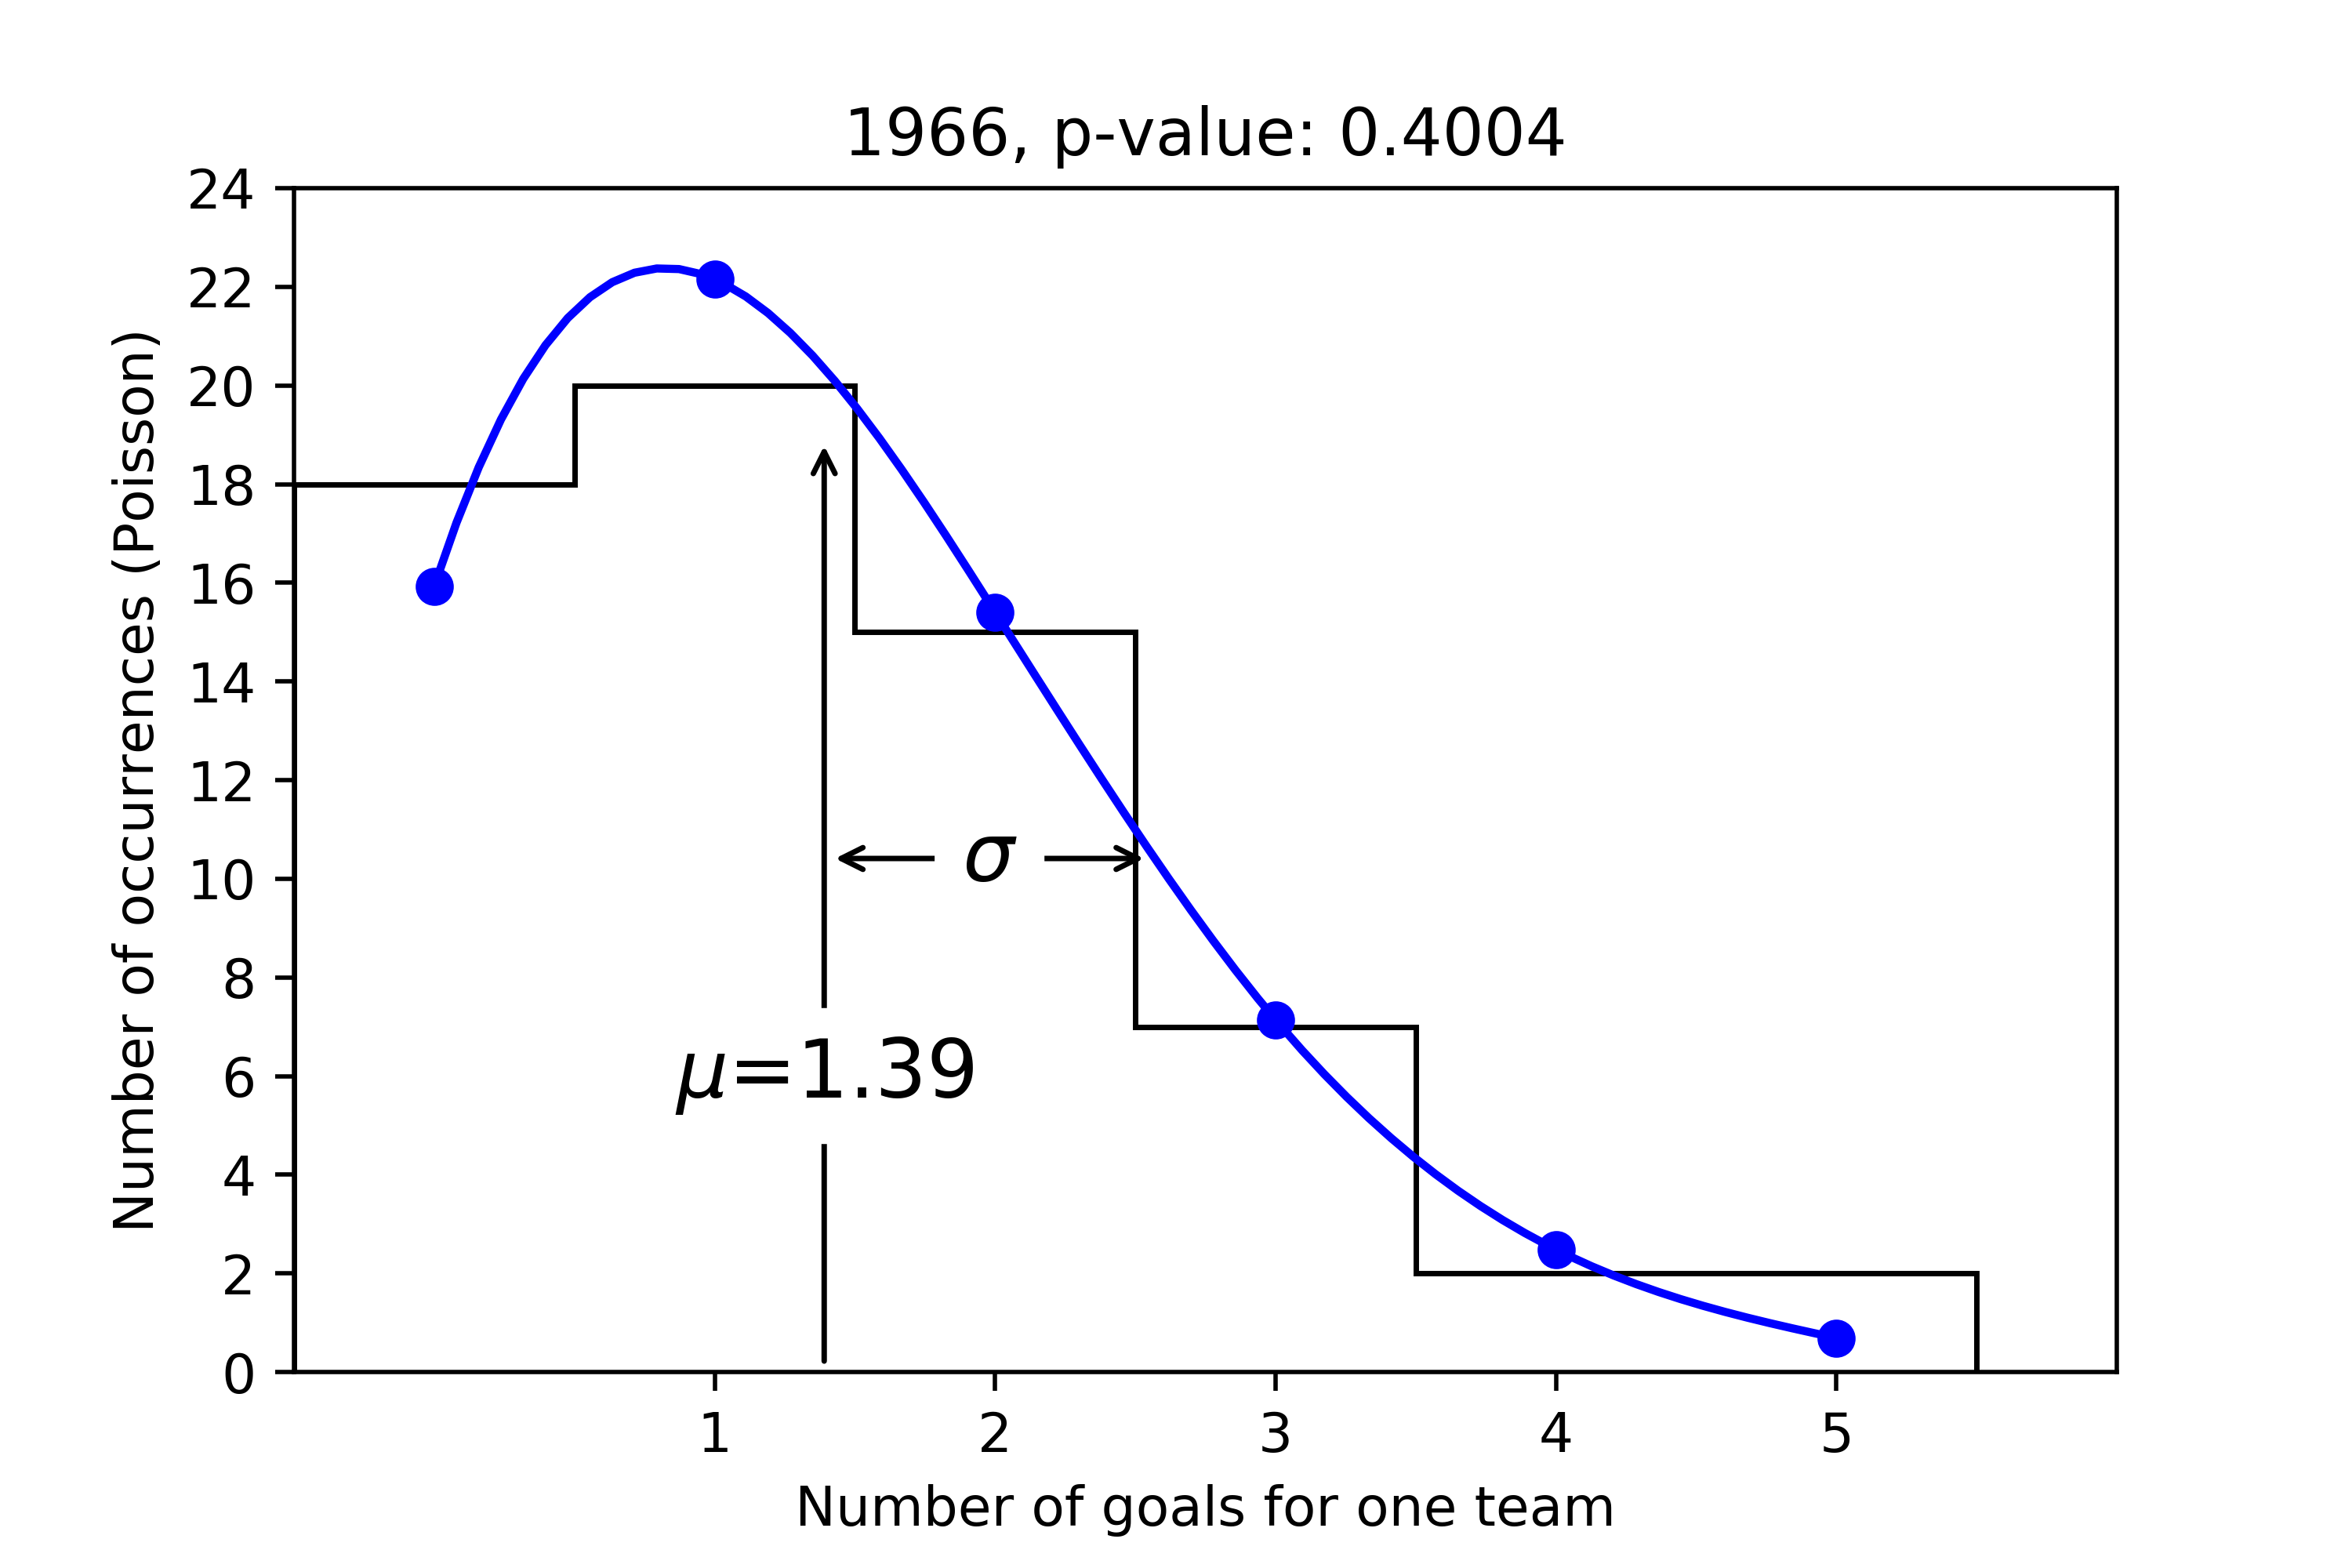 1966, p-value: 0.4004
24
22
20
18
16
14
12
10
8
6
4
2
0
Number of occurrences (Poisson)
σ
μ=1.39
1 2 3 4 5
Number of goals for one team